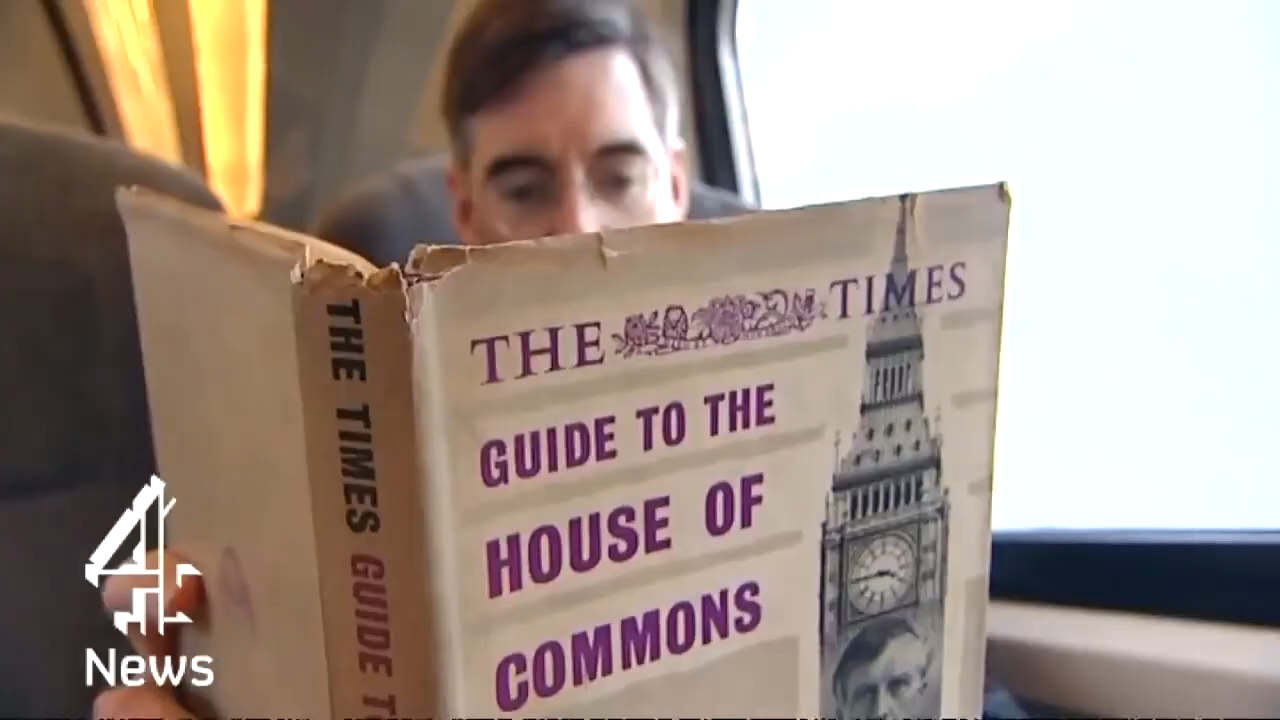 THE TIMES
GUIDE TO THE
HOUSE OF
COMMONS
THE TIMES GUIDE TO
4
News